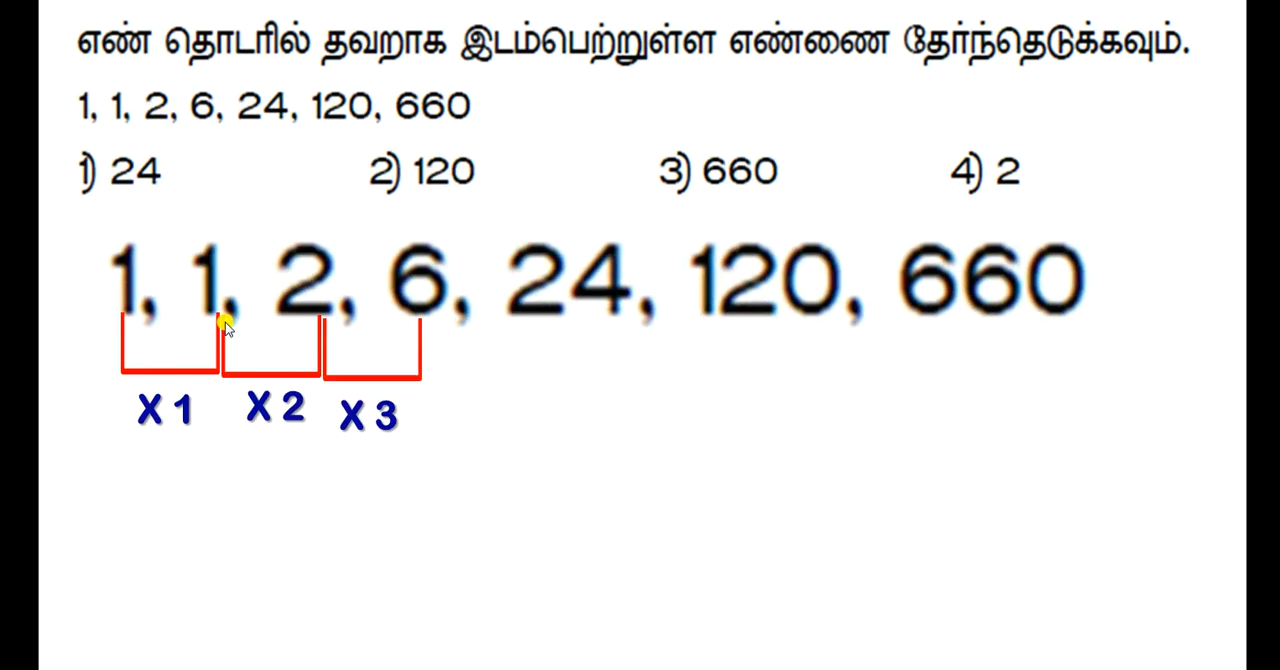 எண் தொடரில் தவறாக இடம்பெற்றுள்ள எண்ணை தேர்ந்தெடுக்கவும்.
1, 1, 2, 6, 24, 120, 660
1) 24 2) 120 3) 660 4) 2
1, 1, 2, 6, 24, 120, 660
X 1 X 2 X 3